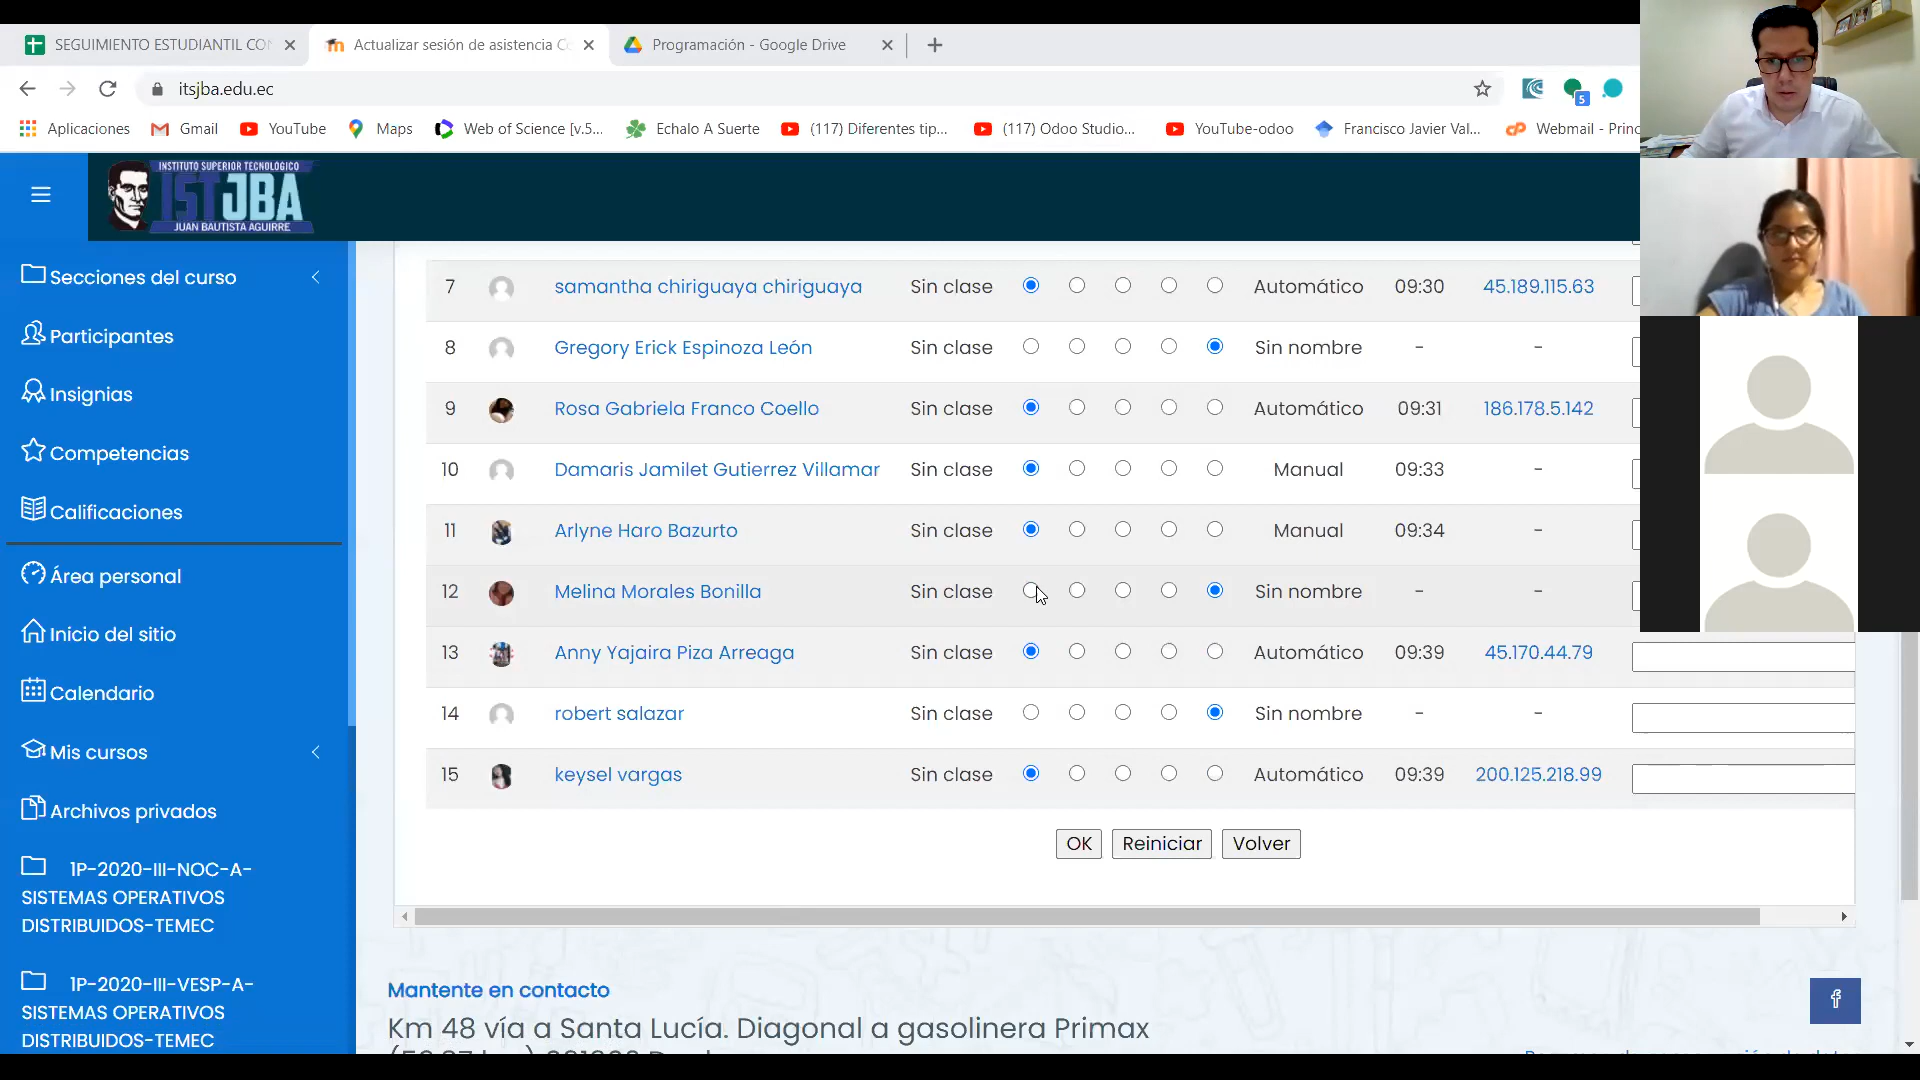 SEGUIMIENTO ESTUDIANTIL CON
Actualizar sesión de asistencia Co
Programación - Google Drive
itsjba.edu.ec
5
Aplicaciones
Gmail
YouTube
Maps
Web of Science [v.5...
Echalo A Suerte
(117) Diferentes tip...
(117) Odoo Studio...
YouTube-odoo
Francisco Javier Val...
Webmail - Princ
INSTITUTO SUPERIOR TECNOLÓGICO
ISTJBA
JUAN BAUTISTA AGUIRRE
Secciones del curso
Participantes
Insignias
Competencias
Calificaciones
Área personal
Inicio del sitio
Calendario
Mis cursos
Archivos privados
1P-2020-III-NOC-A-
SISTEMAS OPERATIVOS
DISTRIBUIDOS-TEMEC
1P-2020-III-VESP-A-
SISTEMAS OPERATIVOS
DISTRIBUIDOS-TEMEC
7 samantha chiriguaya chiriguaya Sin clase Automático 09:30 45.189.115.63
8 Gregory Erick Espinoza León Sin clase Sin nombre - -
9 Rosa Gabriela Franco Coello Sin clase Automático 09:31 186.178.5.142
10 Damaris Jamilet Gutierrez Villamar Sin clase Manual 09:33 -
11 Arlyne Haro Bazurto Sin clase Manual 09:34 -
12 Melina Morales Bonilla Sin clase Sin nombre - -
13 Anny Yajaira Piza Arreaga Sin clase Automático 09:39 45.170.44.79
14 robert salazar Sin clase Sin nombre - -
15 keysel vargas Sin clase Automático 09:39 200.125.218.99
OK Reiniciar Volver
Mantente en contacto
Km 48 vía a Santa Lucía. Diagonal a gasolinera Primax